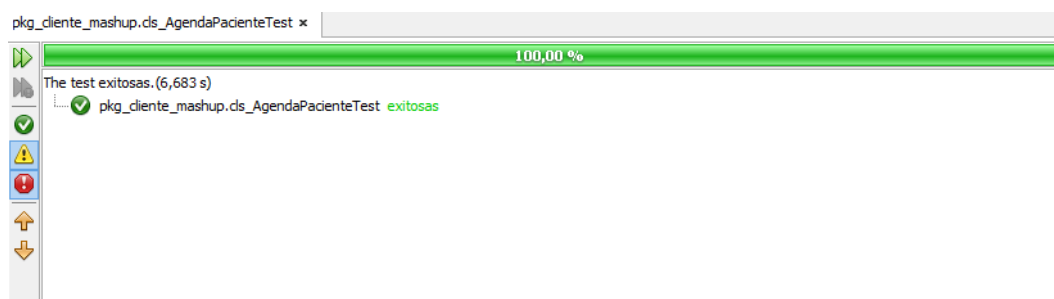 pkg_cliente_mashup.cls_AgendaPacienteTest ×
100,00 %
The test exitosas.(6,683 s)
pkg_cliente_mashup.cls_AgendaPacienteTest exitosas